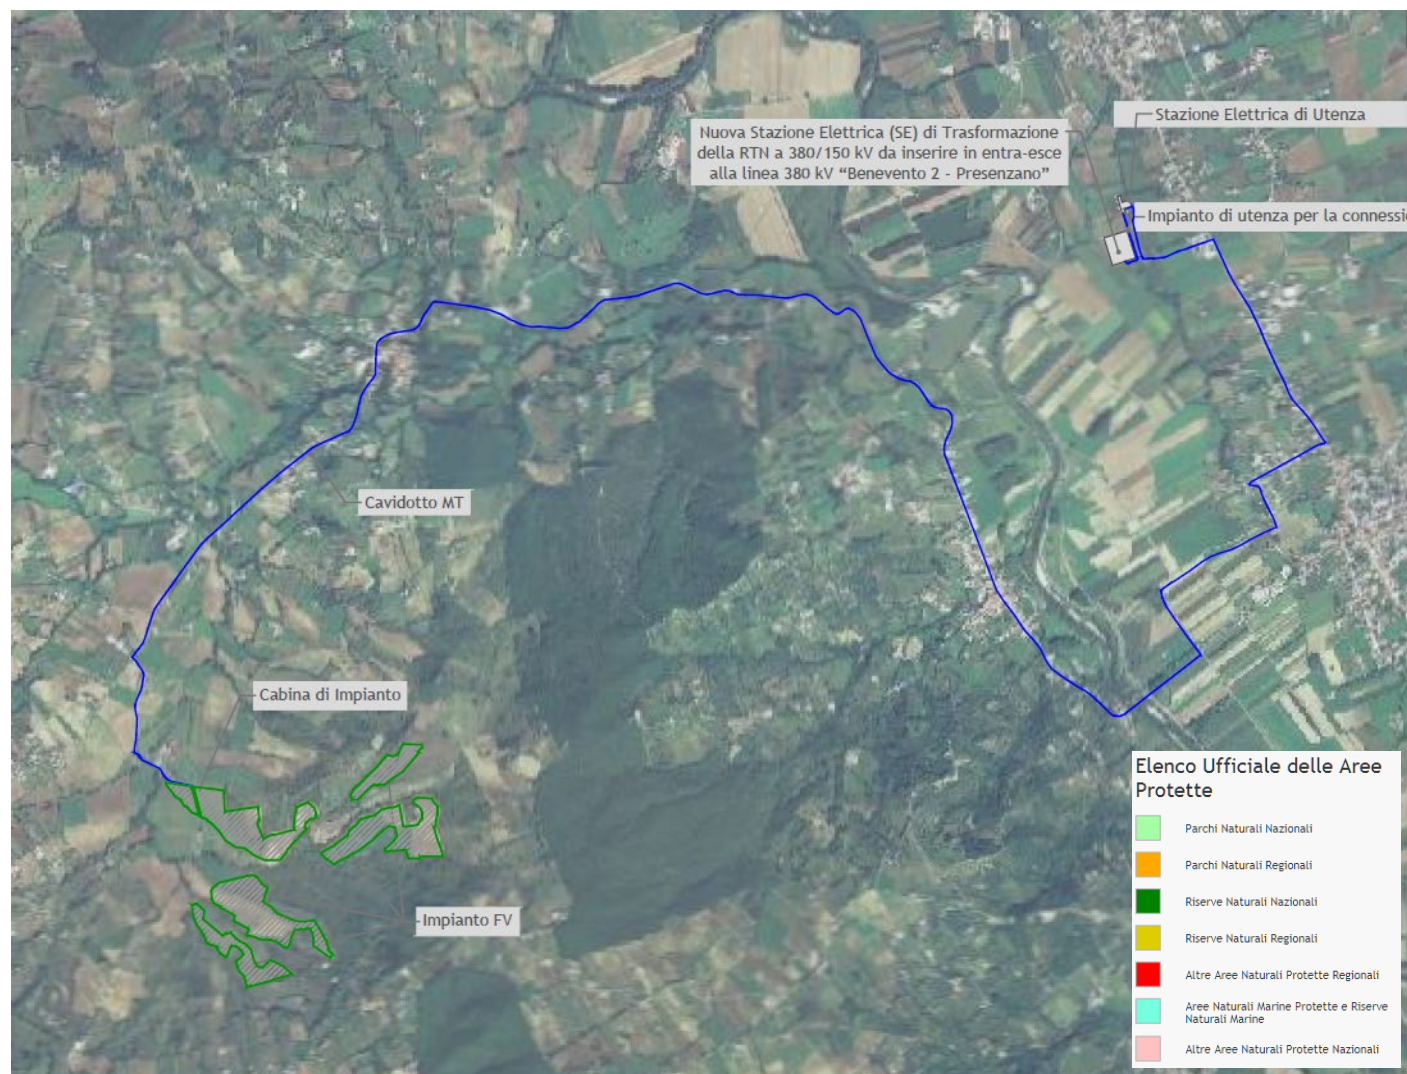 Stazione Elettrica di Utenza
Nuova Stazione Elettrica (SE) di Trasformazione
della RTN a 380/150 kV da inserire in entra-esce
alla linea 380 kV “Benevento 2 - Presenzano”
Impianto di utenza per la connessi
Cavidotto MT
Cabina di Impianto
Impianto FV
Elenco Ufficiale delle Aree
Protette
Parchi Naturali Nazionali
Parchi Naturali Regionali
Riserve Naturali Nazionali
Riserve Naturali Regionali
Altre Aree Naturali Protette Regionali
Aree Naturali Marine Protette e Riserve
Naturali Marine
Altre Aree Naturali Protette Nazionali